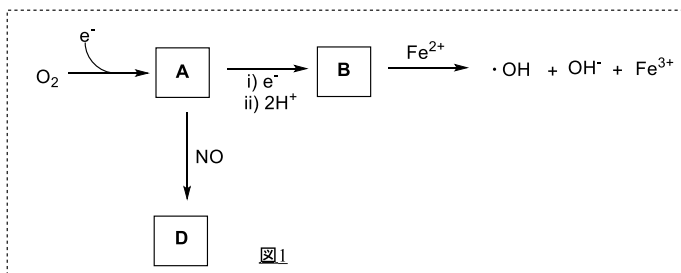 e⁻
O₂ A B Fe²⁺ · OH + OH⁻ + Fe³⁺
i) e⁻
ii) 2H⁺
NO
D
図1